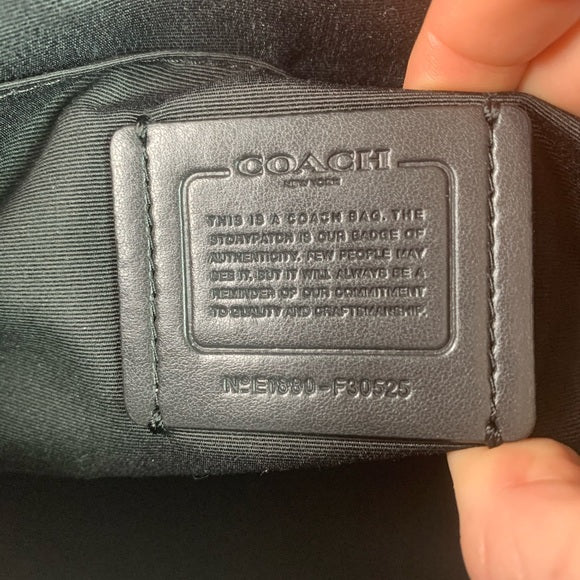 COACH
NEW YORK
THIS IS A COACH BAG. THE
STORYPATCH IS OUR BADGE OF
AUTHENTICITY. FEW PEOPLE MAY
SEE IT, BUT IT WILL ALWAYS BE A
REMINDER OF OUR COMMITMENT
TO QUALITY AND CRAFTSMANSHIP.
Nº E1880-F30525